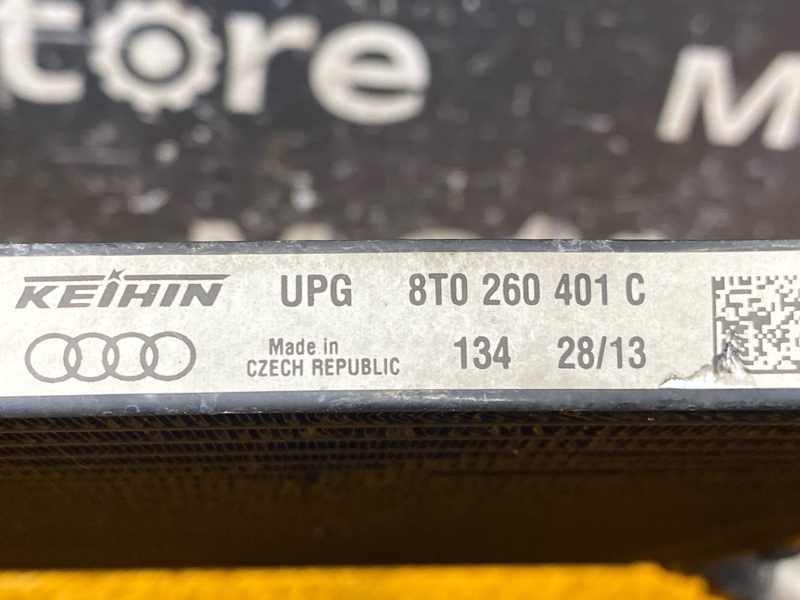 tore M
KEIHIN UPG 8T0 260 401 C
Made in 134 28/13
CZECH REPUBLIC